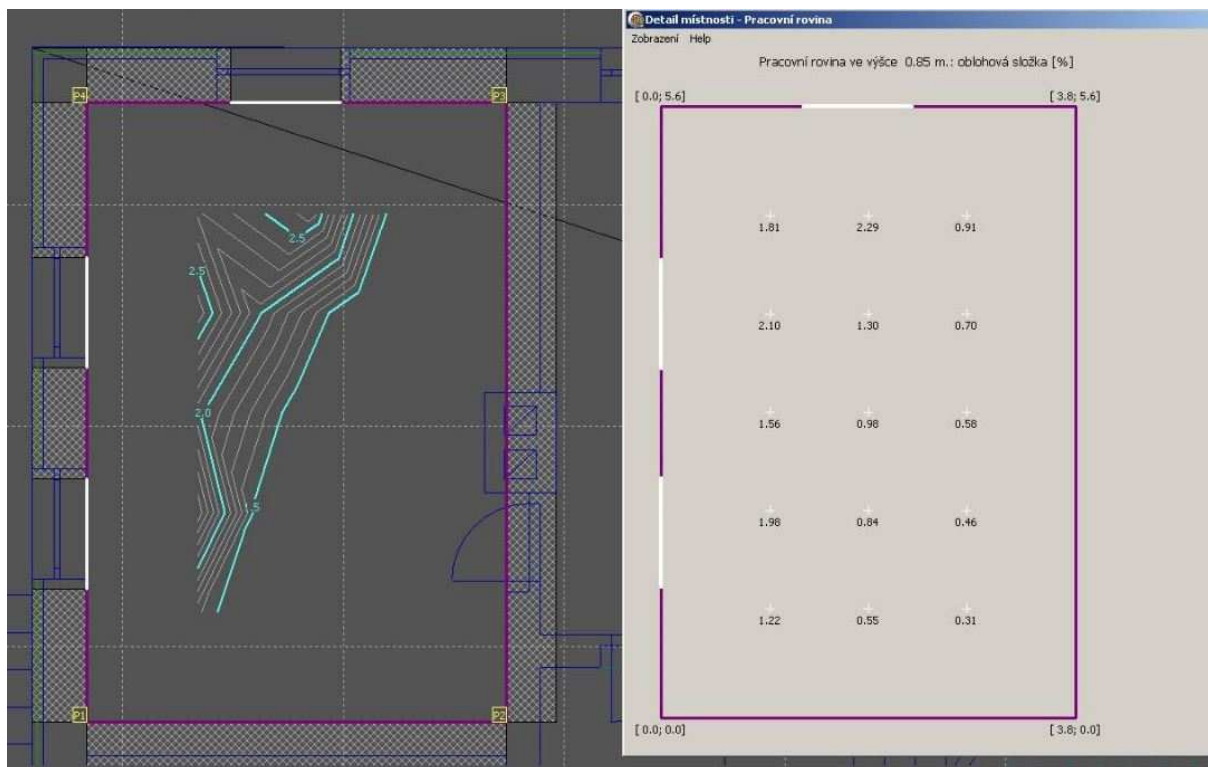 P4
P3
2.5
2.5
2.0
1.5
P1
P2
Detail místnosti - Pracovní rovina
Zobrazení Help
Pracovní rovina ve výšce 0.85 m.: oblohová složka [%]
[ 0.0; 5.6] [ 3.8; 5.6]
1.81 2.29 0.91
2.10 1.30 0.70
1.56 0.98 0.58
1.98 0.84 0.46
1.22 0.55 0.31
[ 0.0; 0.0] [ 3.8; 0.0]